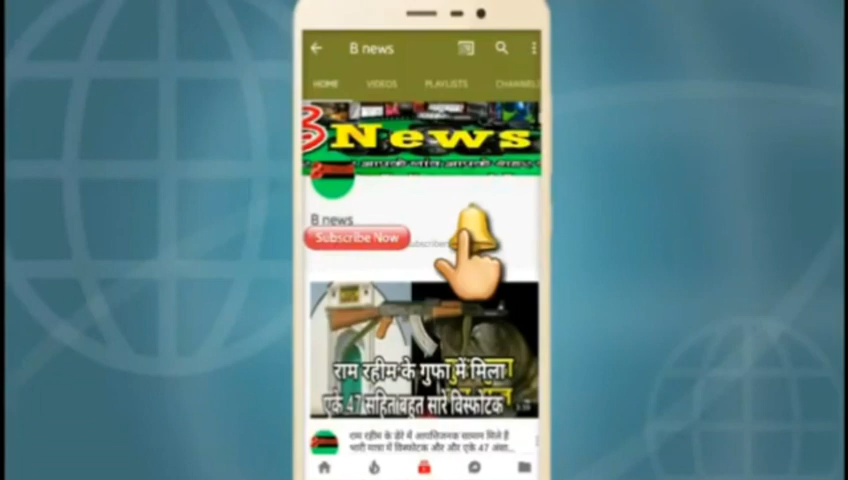 B news
HOME VIDEOS PLAYLISTS CHANNELS
B News
B news
Subscribe Now
राम रहीम के गुफा में मिला
एके 47 सहित बहुत सारे विस्फोटक
राम रहीम के डेरे में आपत्तिजनक सामान मिले है
भारी मात्रा में विस्फोटक और और एके 47 अंसा...